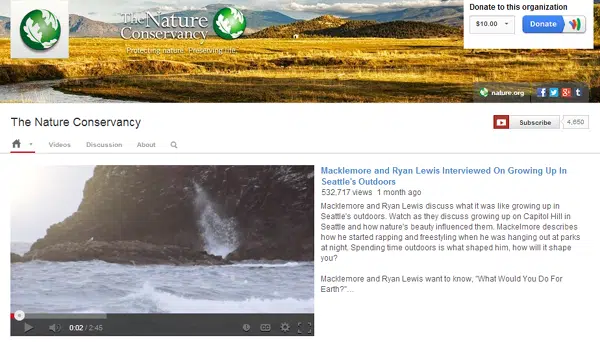 Donate to this organization
$10.00
Donate
The Nature
Conservancy
Protecting nature. Preserving life.
nature.org
The Nature Conservancy
Subscribe
4,650
Videos
Discussion
About
Macklemore and Ryan Lewis Interviewed On Growing Up In
Seattle's Outdoors
532,717 views 1 month ago
Macklemore and Ryan Lewis discuss what it was like growing up in
Seattle's outdoors. Watch as they discuss growing up on Capitol Hill in
Seattle and how nature's beauty influenced them. Mackelmore describes
how he started rapping and freestyling when he was hanging out at parks
at night. Spending time outdoors is what shaped him, how will it shape
you?
Macklemore and Ryan Lewis want to know, "What Would You Do For
Earth?"...
0:02 / 2:45